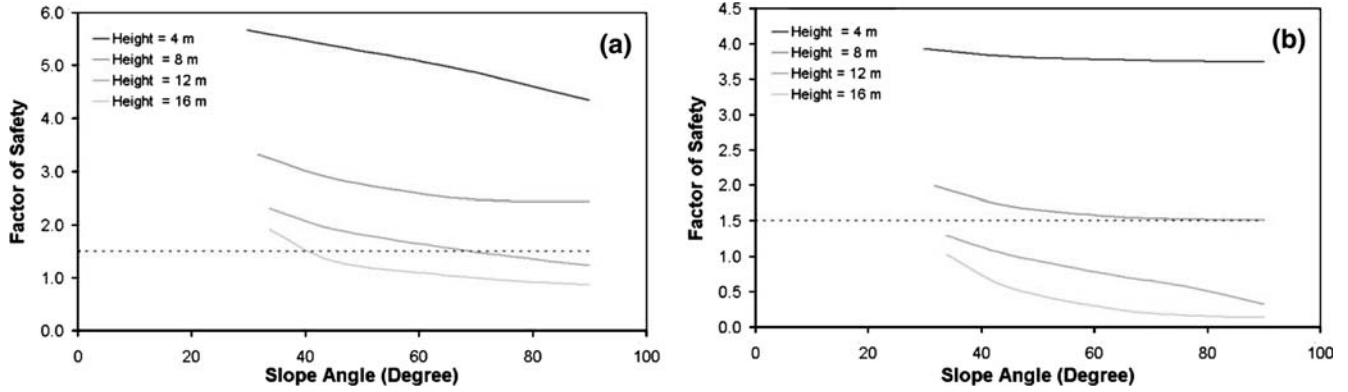 6.0
5.0
4.0
3.0
2.0
1.0
0.0
Factor of Safety
Height = 4 m
Height = 8 m
Height = 12 m
Height = 16 m
(a)
0 20 40 60 80 100
Slope Angle (Degree)
4.5
4.0
3.5
3.0
2.5
2.0
1.5
1.0
0.5
0.0
Factor of Safety
Height = 4 m
Height = 8 m
Height = 12 m
Height = 16 m
(b)
0 20 40 60 80 100
Slope Angle (Degree)